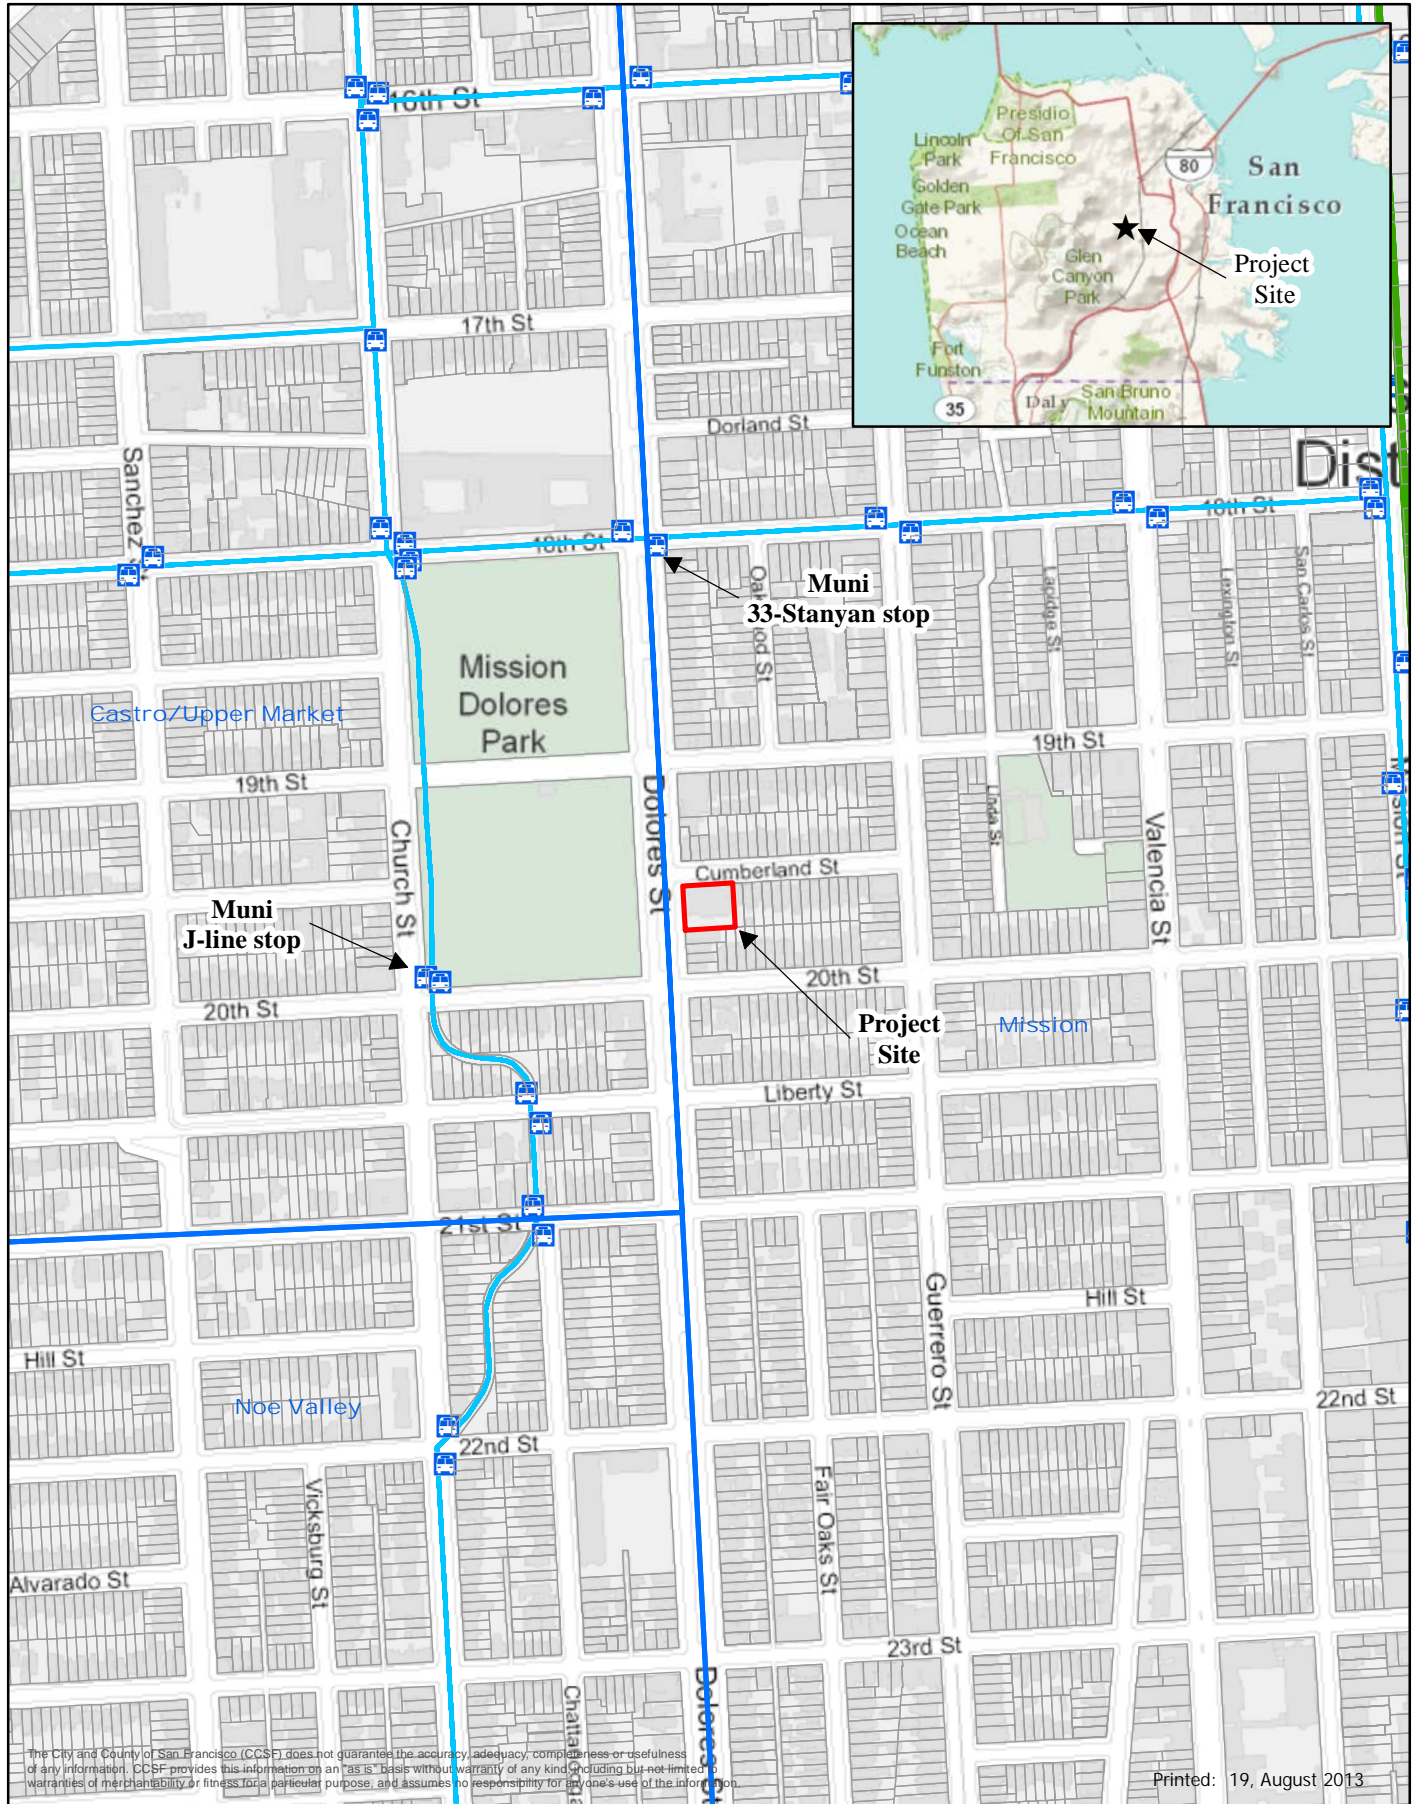 16th St
Presidio
Of San
Francisco
Lincoln
Park
Golden
Gate Park
Ocean
Beach
80
San
Francisco
Project
Site
Glen
Canyon
Park
Fort
Funston
35
Daly
San Bruno
Mountain
17th St
Dorland St
Dist
Sanchez
18th St
18th St
Muni
33-Stanyan stop
Lapidge St
Lexington St
San Carlos St
Mission
Dolores
Park
Castro/Upper Market
19th St
19th St
Dolores St
Church St
Linda St
Valencia St
Mission St
Cumberland St
Muni
J-line stop
20th St
20th St
Project
Site
Mission
Liberty St
21st St
Guerrero St
Hill St
Hill St
Noe Valley
22nd St
22nd St
Vicksburg St
Fair Oaks St
Alvarado St
23rd St
Dolores St
The City and County of San Francisco (CCSF) does not guarantee the accuracy, adequacy, completeness or usefulness
of any information. CCSF provides this information on an "as is" basis without warranty of any kind, including but not limited to
warranties of merchantability or fitness for a particular purpose, and assumes no responsibility for anyone's use of the information.
Printed: 19, August 2013